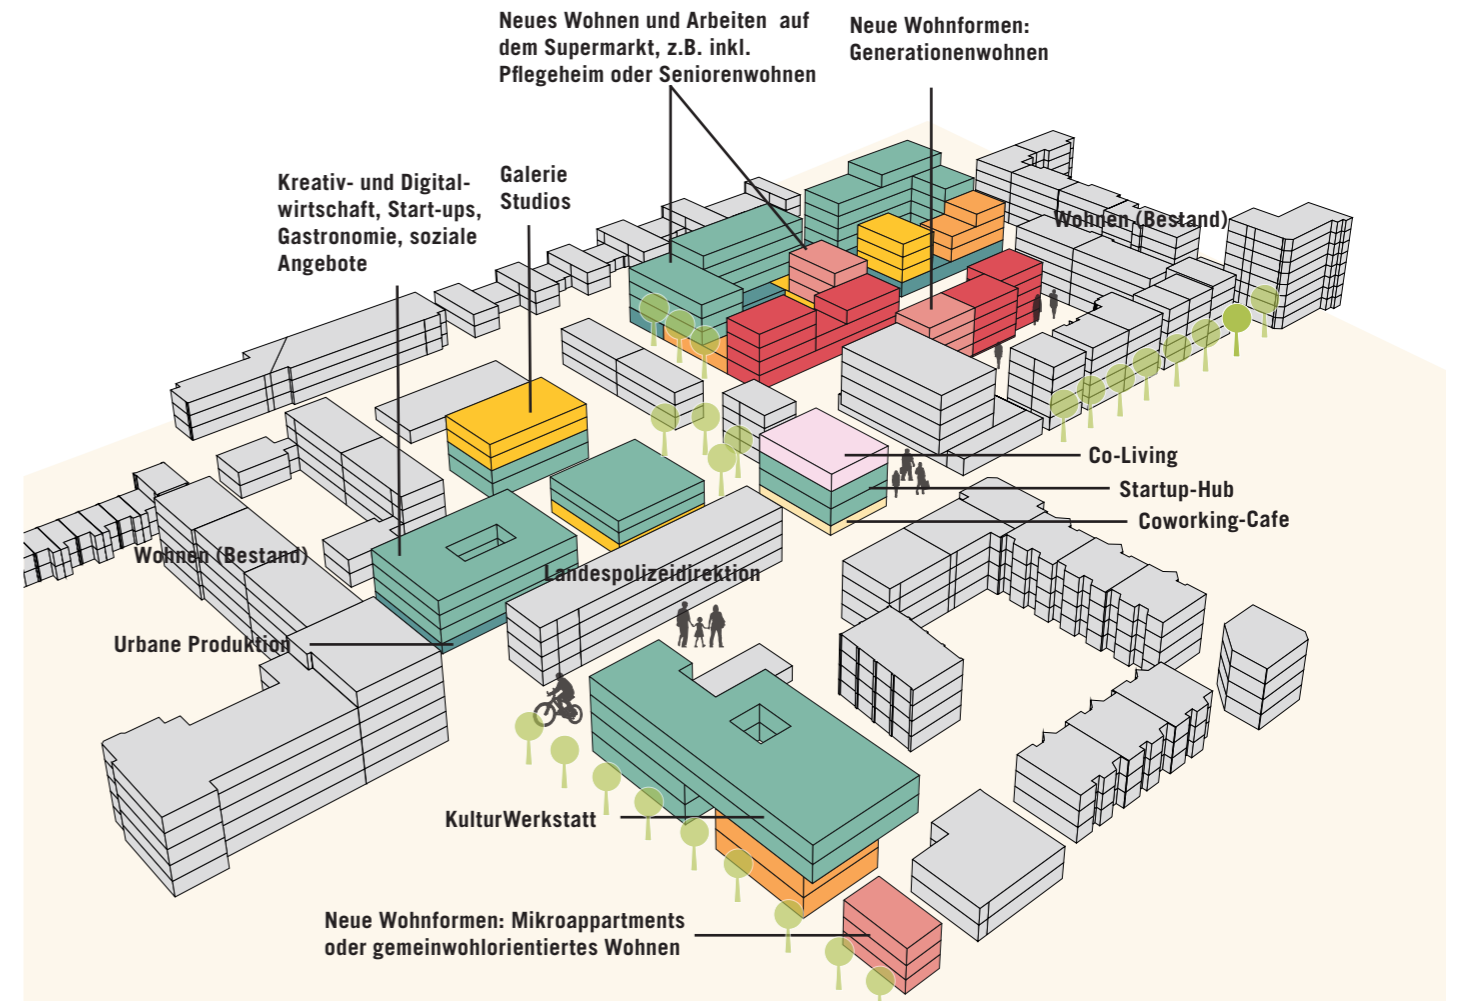 Neues Wohnen und Arbeiten auf
dem Supermarkt, z.B. inkl.
Pflegeheim oder Seniorenwohnen
Neue Wohnformen:
Generationenwohnen
Galerie
Studios
Kreativ- und Digital-
wirtschaft, Start-ups,
Gastronomie, soziale
Angebote
Wohnen (Bestand)
Co-Living
Startup-Hub
Coworking-Cafe
Wohnen (Bestand)
Landespolizeidirektion
Urbane Produktion
KulturWerkstatt
Neue Wohnformen: Mikroappartments
oder gemeinwohlorientiertes Wohnen